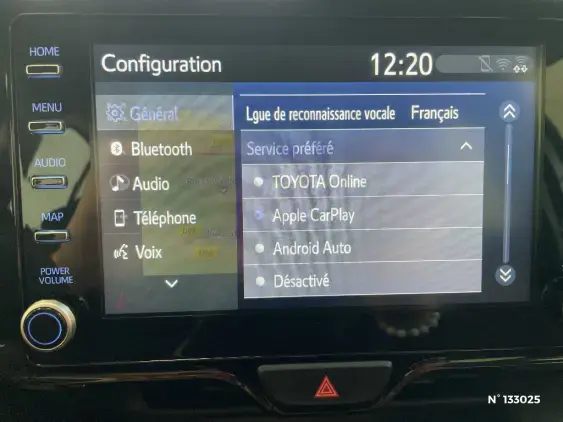 HOME
MENU
AUDIO
MAP
POWER
VOLUME
Configuration
12:20
Général
Bluetooth
Audio
Téléphone
Voix
Lgue de reconnaissance vocale Français
Service préféré
TOYOTA Online
Apple CarPlay
Android Auto
Désactivé
N° 133025